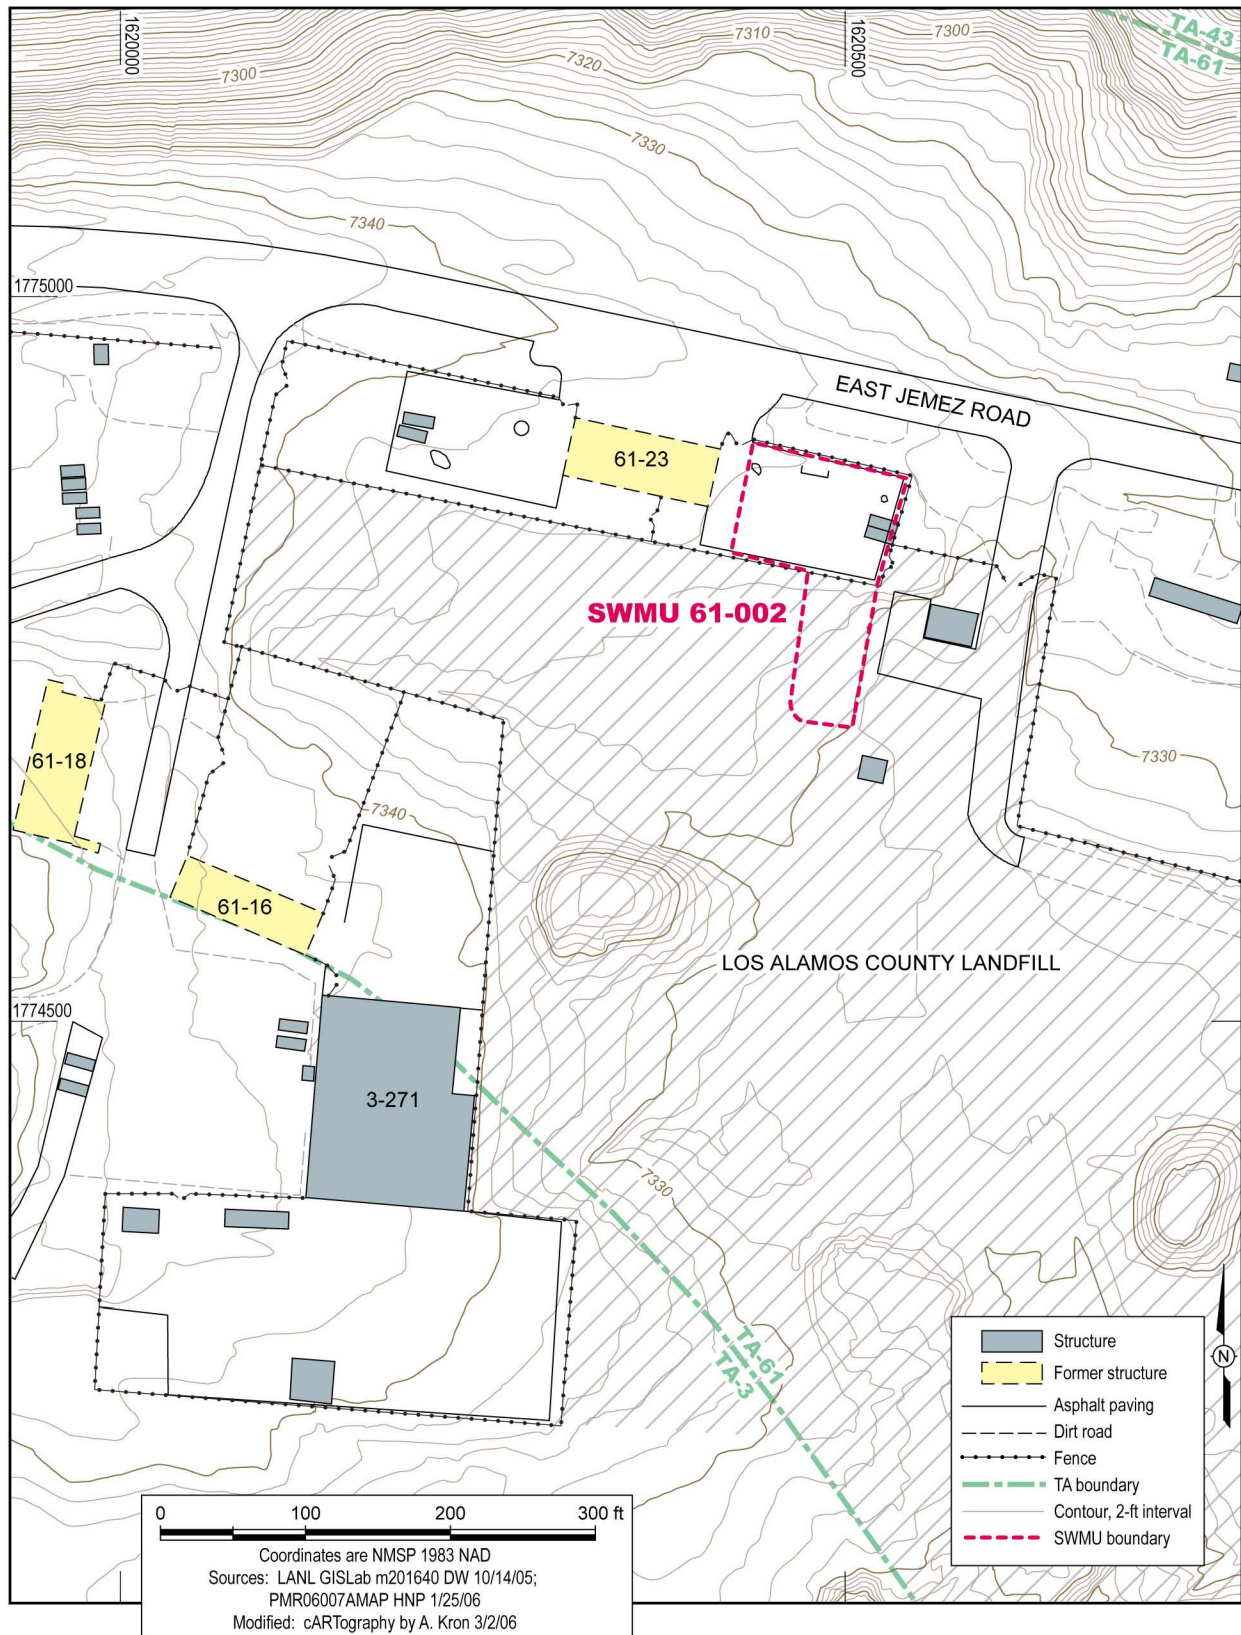 1620000
1620500
TA-43
TA-61
7300
7320
7310
7300
7330
7340
1775000
EAST JEMEZ ROAD
61-23
SWMU 61-002
61-18
7330
7340
61-16
LOS ALAMOS COUNTY LANDFILL
1774500
3-271
7330
TA-61
TA-3
Structure
Former structure
Asphalt paving
Dirt road
Fence
TA boundary
Contour, 2-ft interval
SWMU boundary
N
0 100 200 300 ft
Coordinates are NMSP 1983 NAD
Sources: LANL GISLab m201640 DW 10/14/05;
PMR06007AMAP HNP 1/25/06
Modified: cARTography by A. Kron 3/2/06